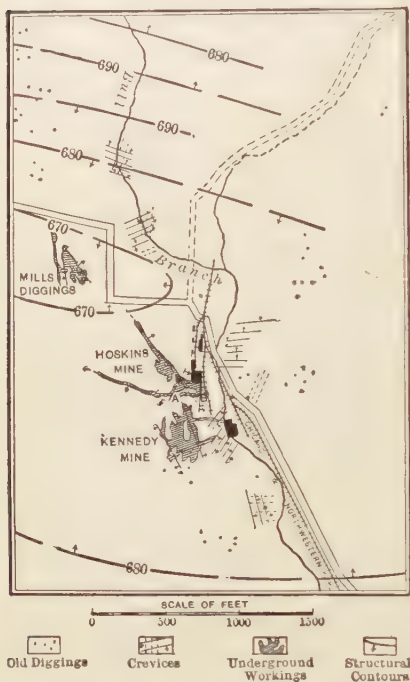 680
690
Bull
690
680
670
Branch
MILLS
DIGGINGS
670
HOSKINS
MINE
A
KENNEDY
MINE
NORTHWESTERN
680
SCALE OF FEET
0 500 1000 1500
Old Diggings
Crevices
Underground
Workings
Structural
Contours